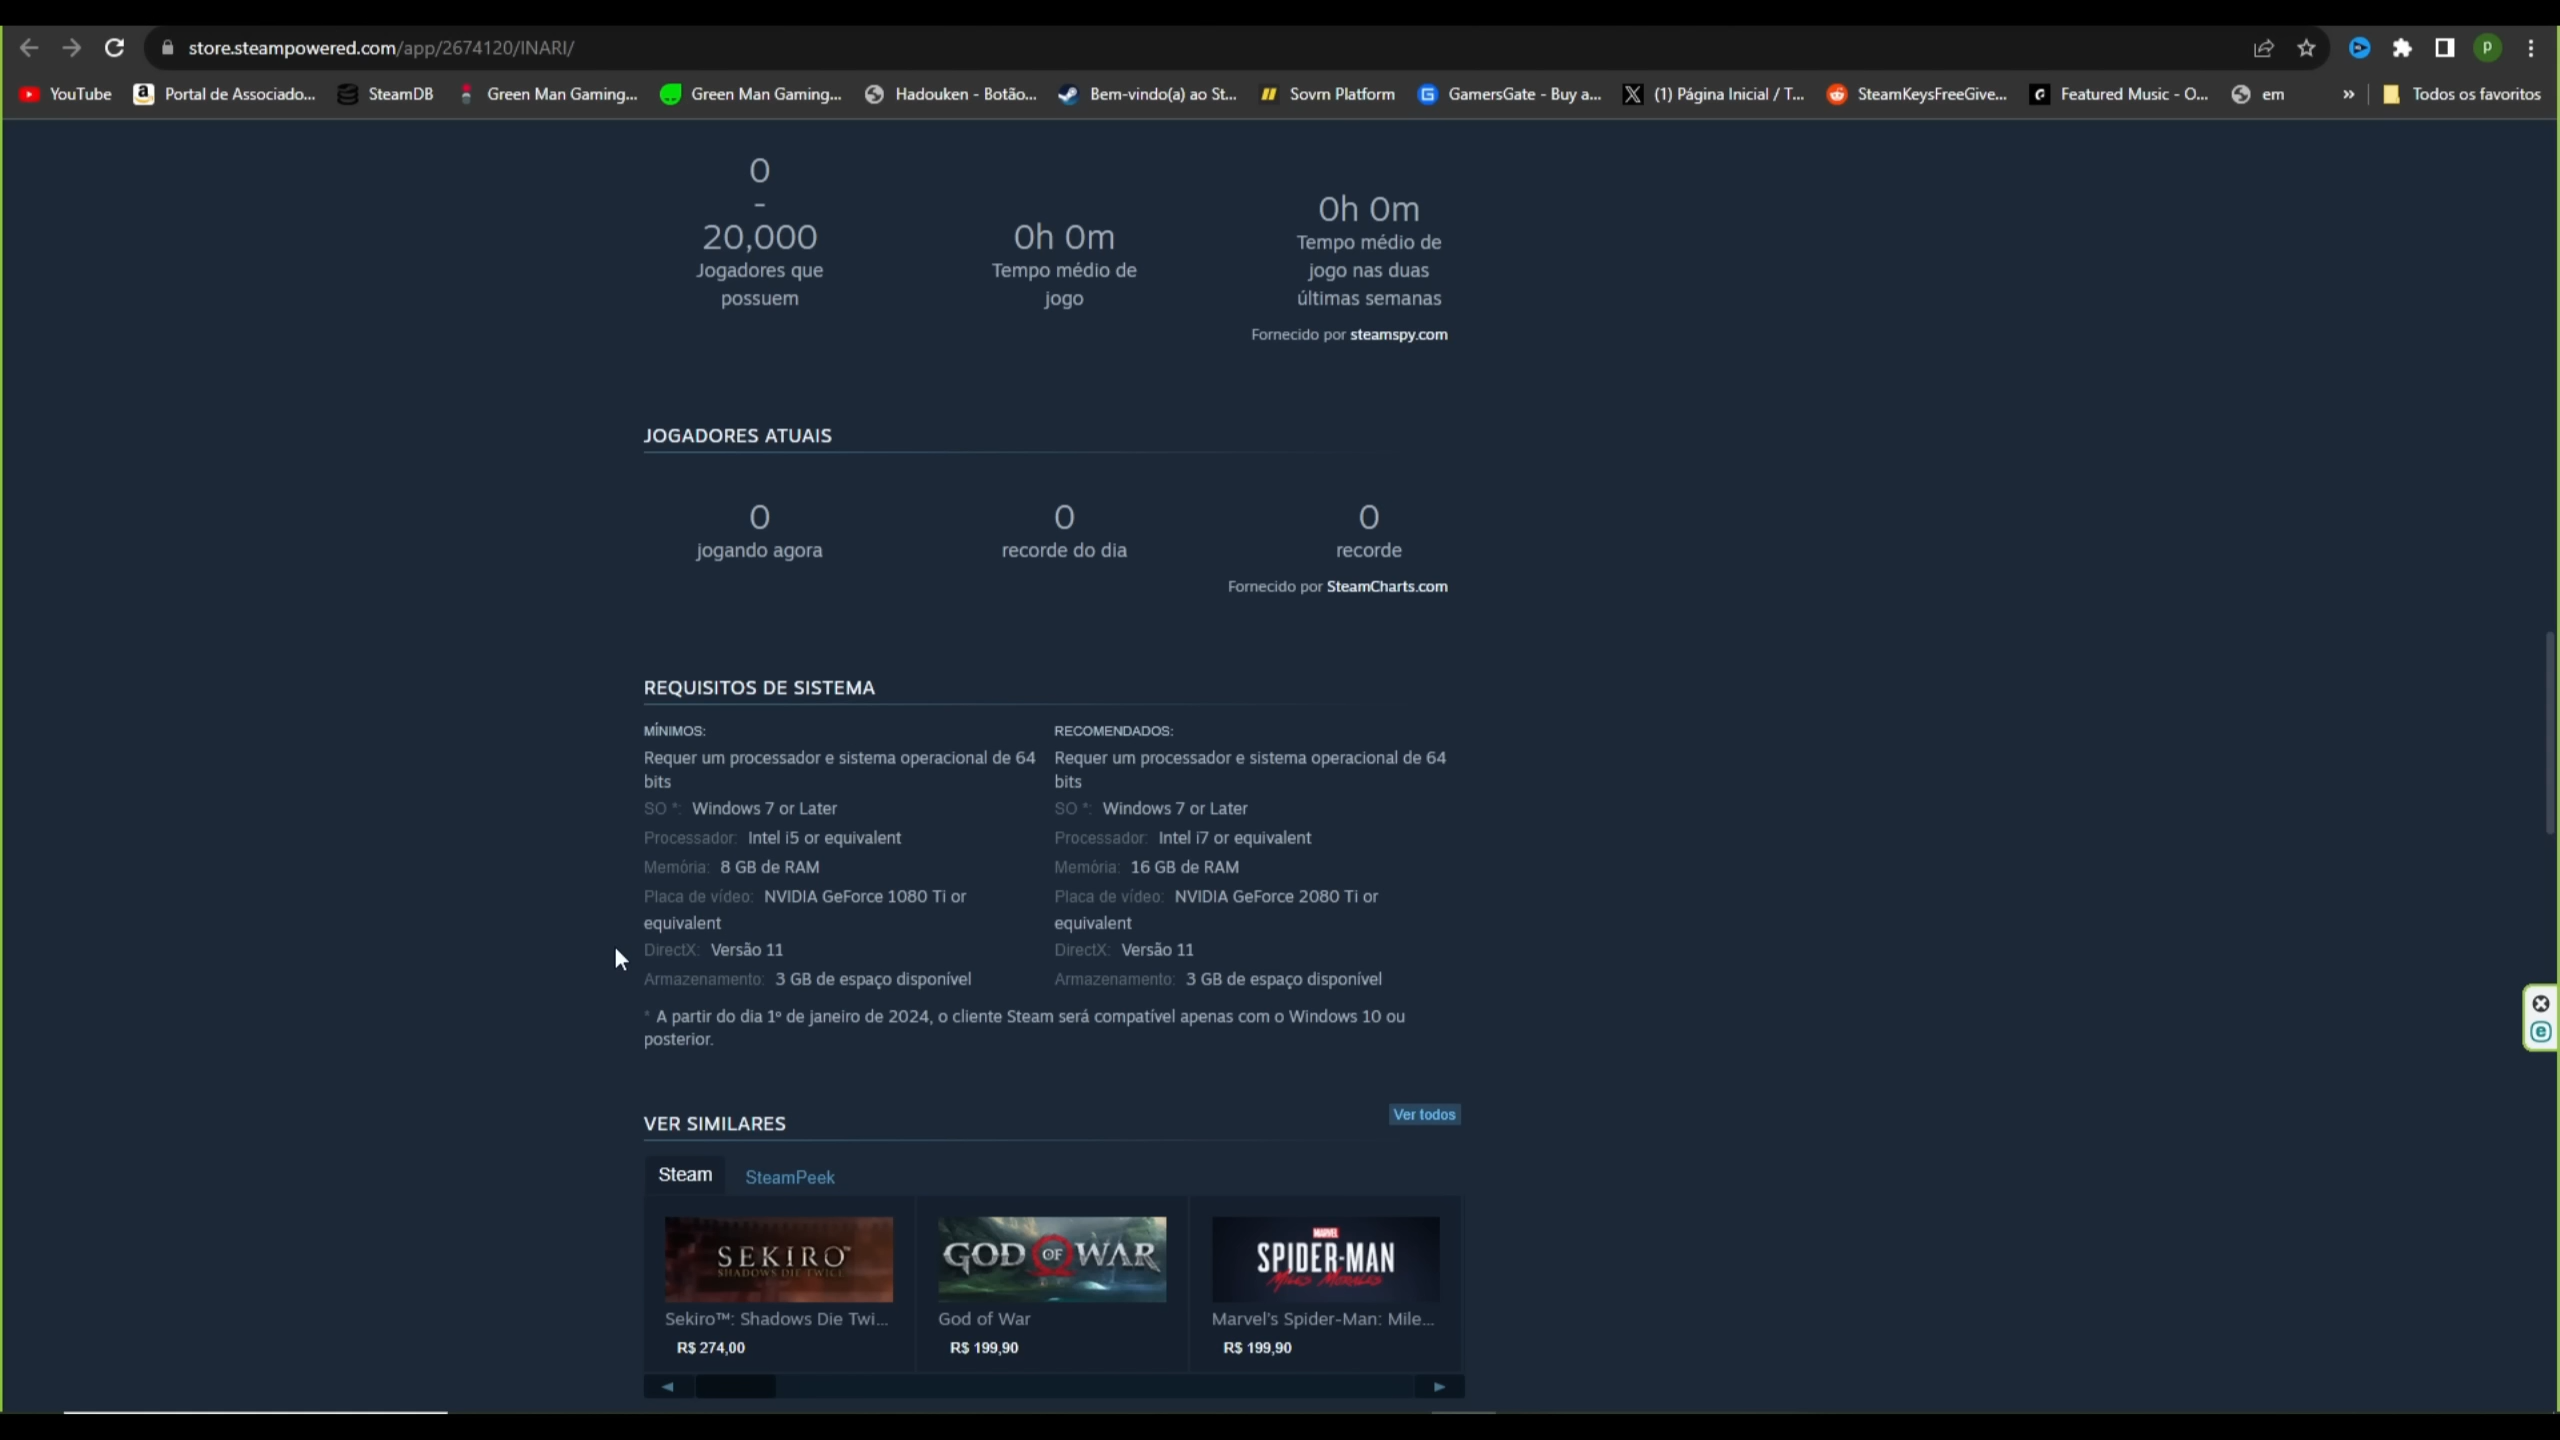 store.steampowered.com/app/2674120/INARI/
P
YouTube
a
Portal de Associado...
SteamDB
Green Man Gaming...
Green Man Gaming...
Hadouken - Botão...
Bem-vindo(a) ao St...
Sovrn Platform
G
GamersGate - Buy a...
X
(1) Página Inicial / T...
SteamKeysFreeGive...
Featured Music - O...
em
»
Todos os favoritos
0
-
20,000
Jogadores que
possuem
0h 0m
Tempo médio de
jogo
0h 0m
Tempo médio de
jogo nas duas
últimas semanas
Fornecido por steamspy.com
JOGADORES ATUAIS
0
jogando agora
0
recorde do dia
0
recorde
Fornecido por SteamCharts.com
REQUISITOS DE SISTEMA
MÍNIMOS:
Requer um processador e sistema operacional de 64
bits
SO *: Windows 7 or Later
Processador: Intel i5 or equivalent
Memória: 8 GB de RAM
Placa de vídeo: NVIDIA GeForce 1080 Ti or
equivalent
DirectX: Versão 11
Armazenamento: 3 GB de espaço disponível
RECOMENDADOS:
Requer um processador e sistema operacional de 64
bits
SO *: Windows 7 or Later
Processador: Intel i7 or equivalent
Memória: 16 GB de RAM
Placa de vídeo: NVIDIA GeForce 2080 Ti or
equivalent
DirectX: Versão 11
Armazenamento: 3 GB de espaço disponível
* A partir do dia 1º de janeiro de 2024, o cliente Steam será compatível apenas com o Windows 10 ou
posterior.
VER SIMILARES
Ver todos
Steam
SteamPeek
SEKIRO™
SHADOWS DIE TWICE
Sekiro™: Shadows Die Twi...
R$ 274,00
GOD OF WAR
God of War
R$ 199,90
MARVEL
SPIDER-MAN
Miles Morales
Marvel's Spider-Man: Mile...
R$ 199,90
e